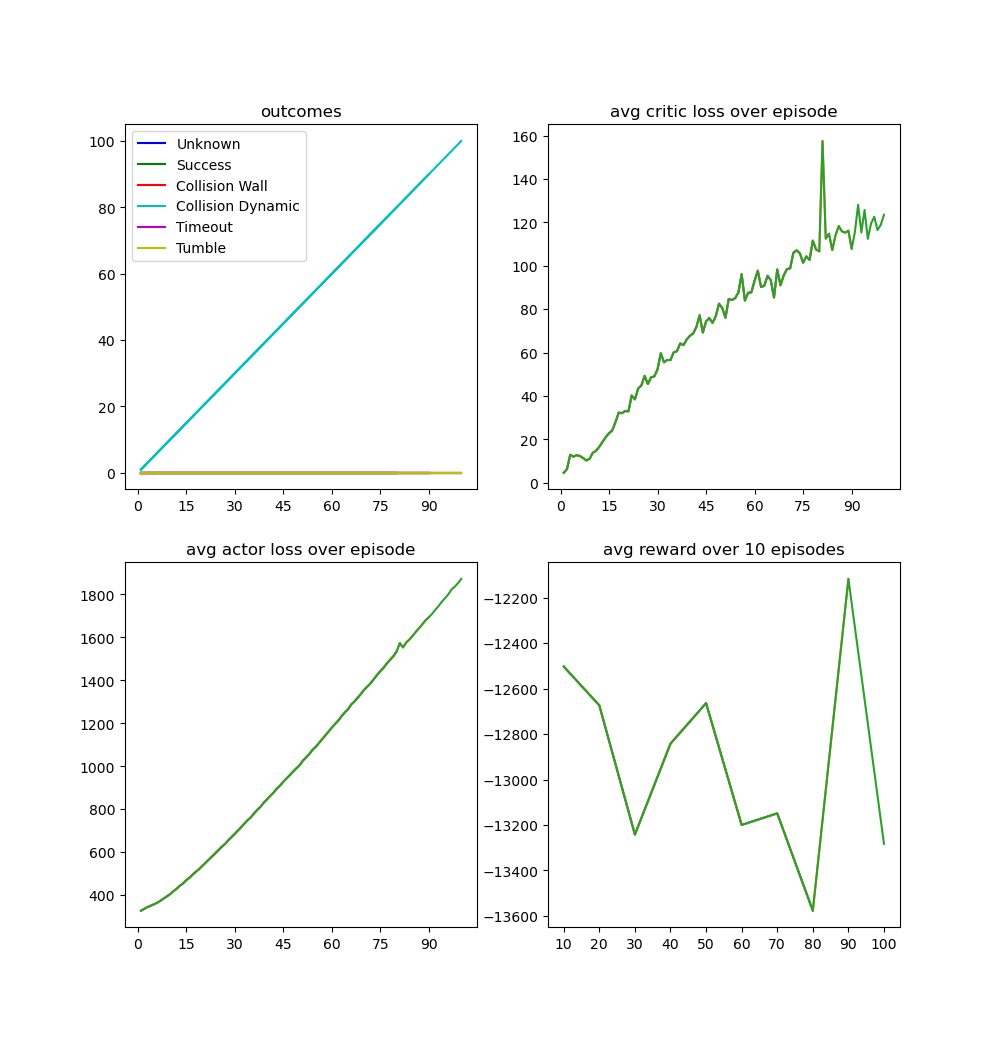 outcomes
100
80
60
40
20
0
Unknown
Success
Collision Wall
Collision Dynamic
Timeout
Tumble
0 15 30 45 60 75 90
avg critic loss over episode
160
140
120
100
80
60
40
20
0
0 15 30 45 60 75 90
avg actor loss over episode
1800
1600
1400
1200
1000
800
600
400
0 15 30 45 60 75 90
avg reward over 10 episodes
−12200
−12400
−12600
−12800
−13000
−13200
−13400
−13600
10 20 30 40 50 60 70 80 90 100